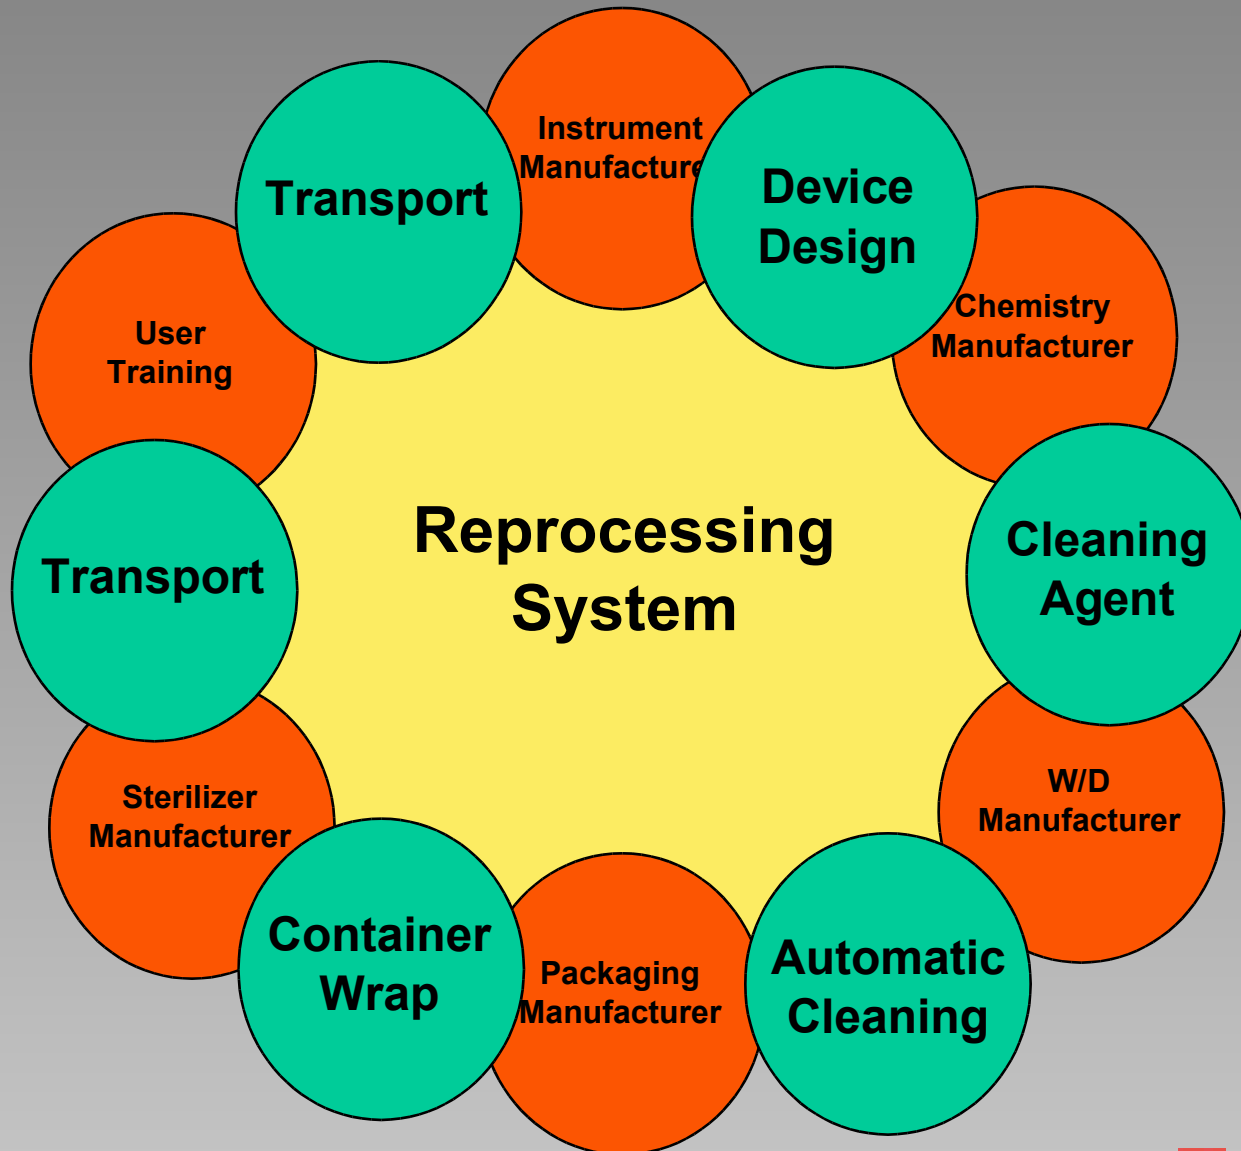 Instrument
Manufacture
Transport
Device
Design
Chemistry
Manufacturer
User
Training
Reprocessing
System
Cleaning
Agent
Transport
W/D
Manufacturer
Sterilizer
Manufacturer
Container
Wrap
Packaging
Manufacturer
Automatic
Cleaning